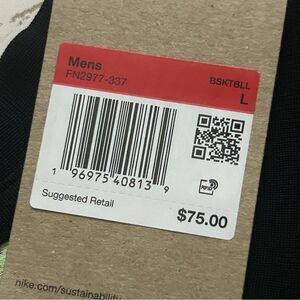 Mens
FN2977-337
BSKTBLL
L
1 96975 40813 9
RFID
Suggested Retail
$75.00
nike.com/sustainability